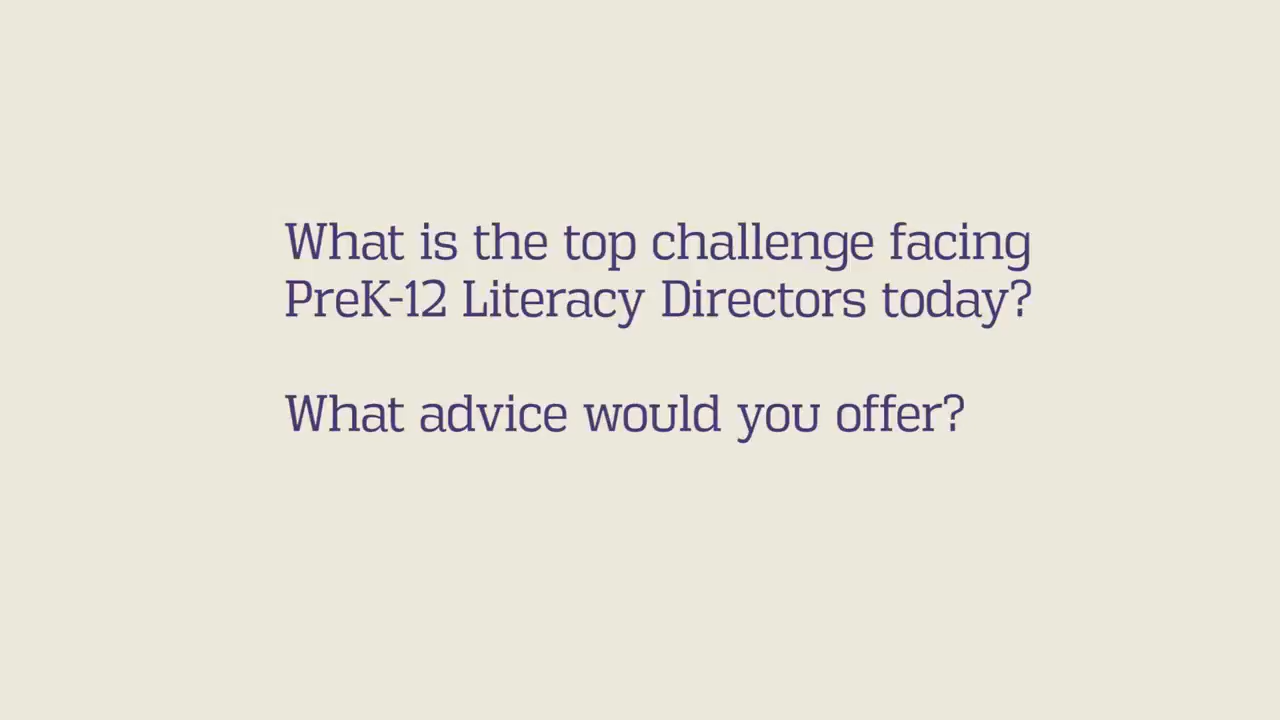 What is the top challenge facing
PreK-12 Literacy Directors today?
What advice would you offer?